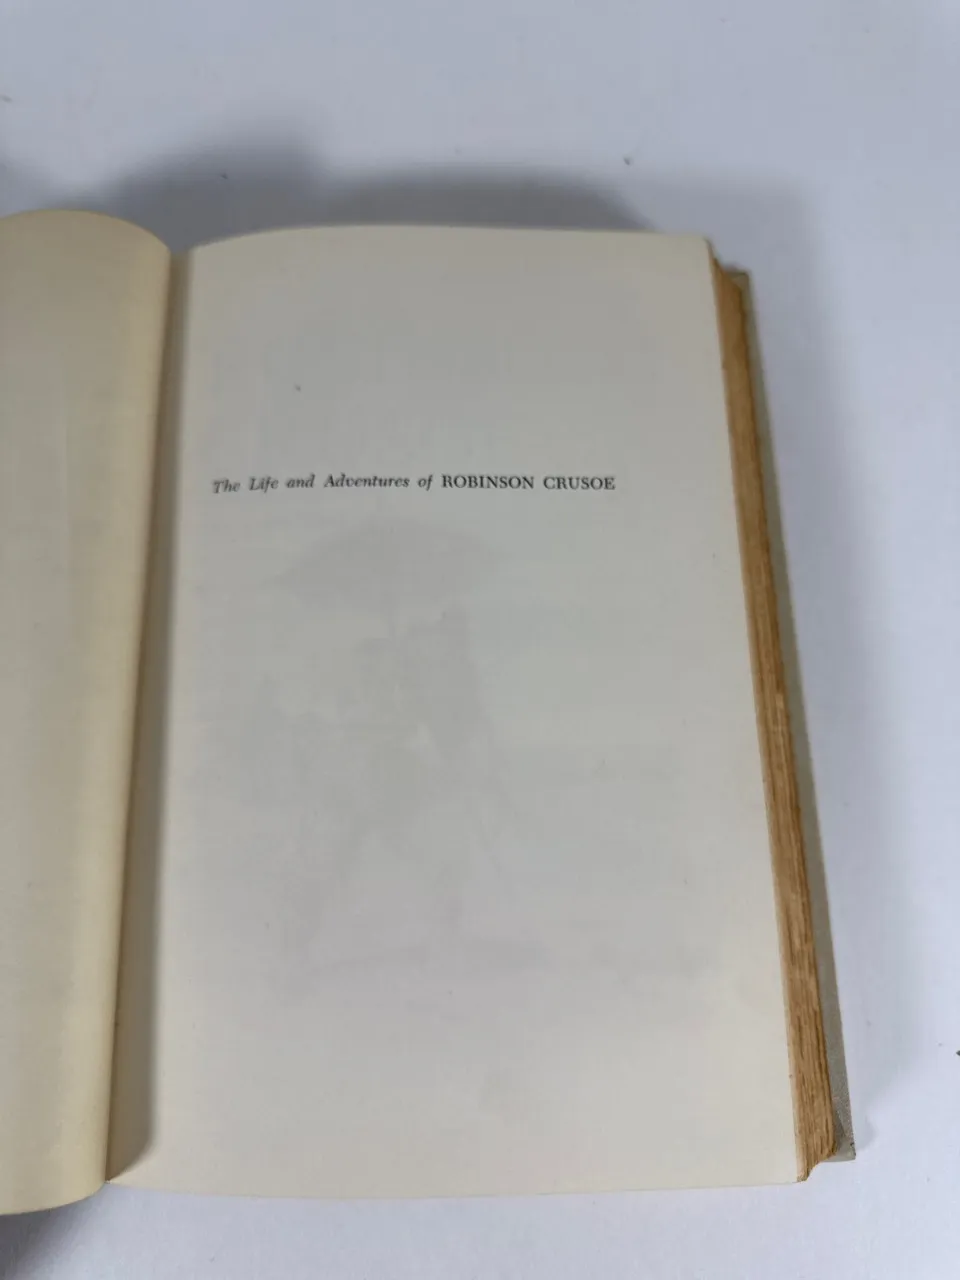 The Life and Adventures of ROBINSON CRUSOE